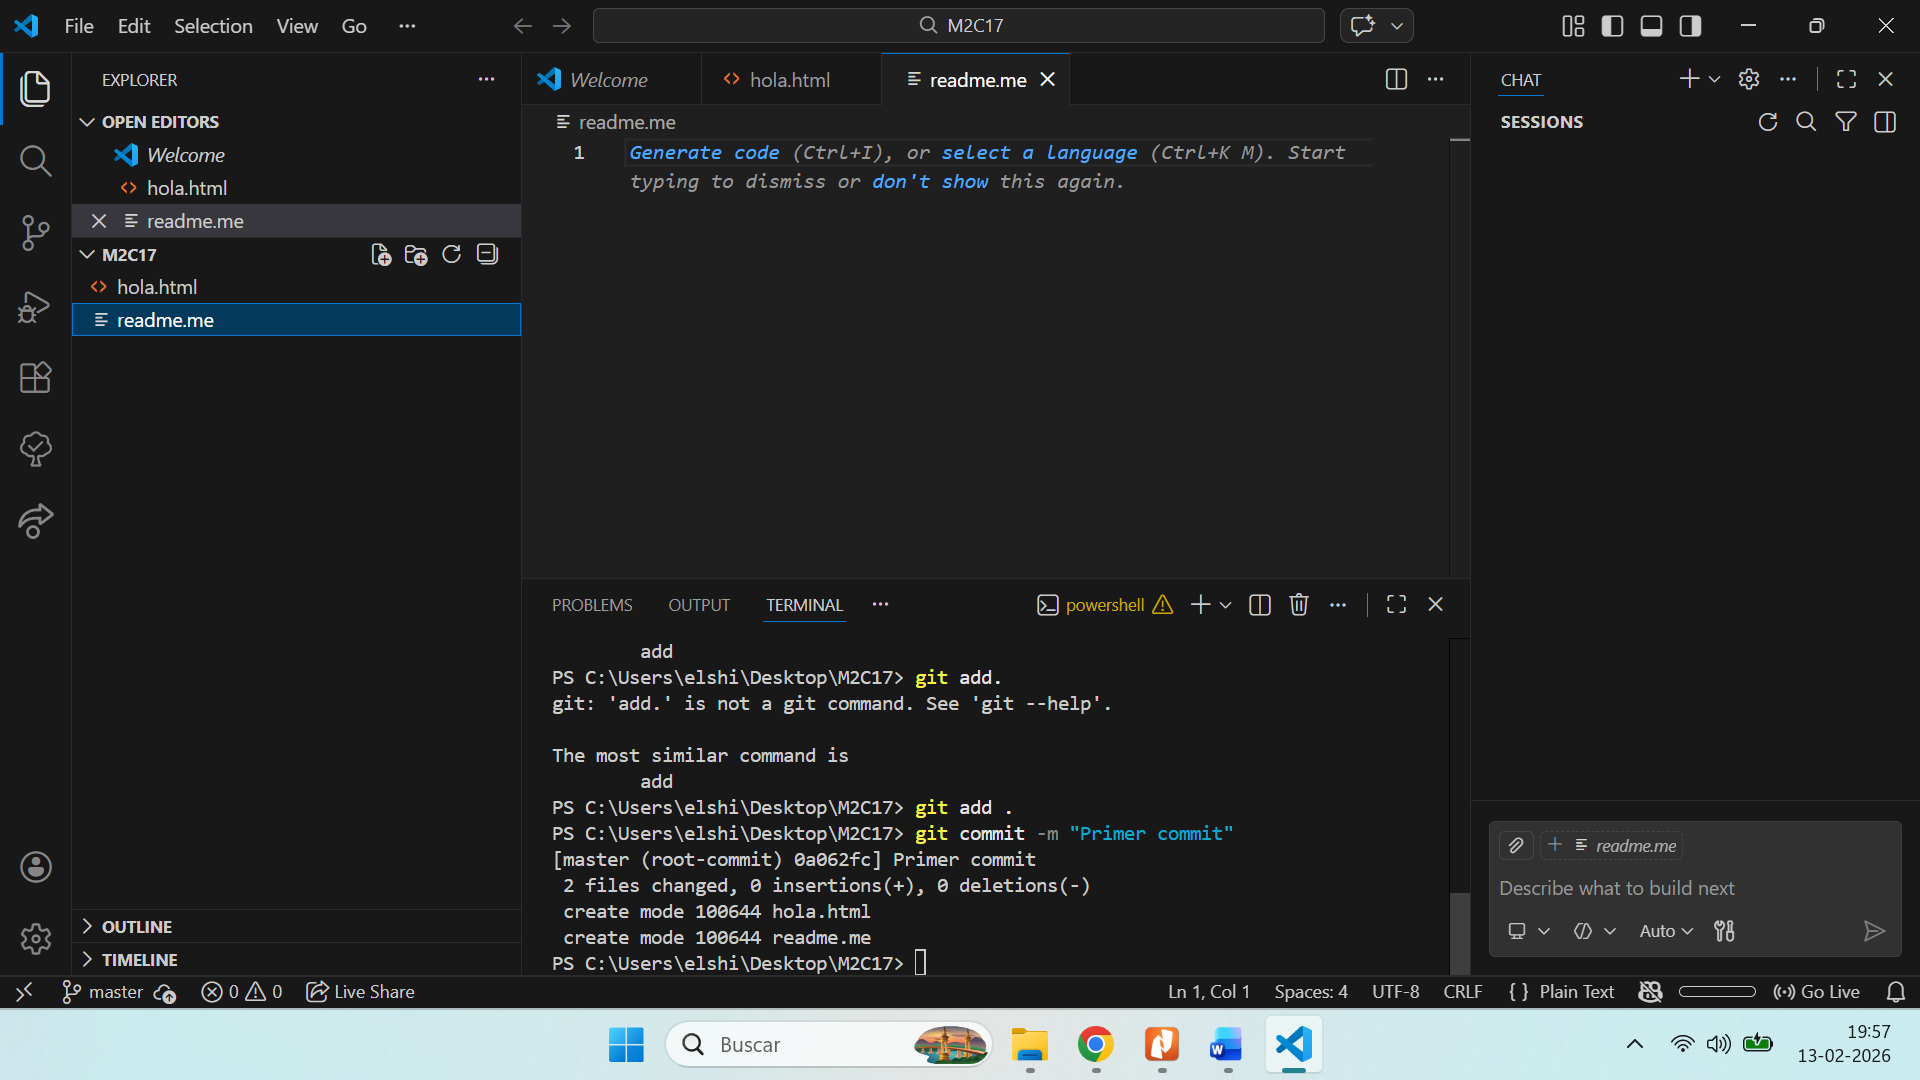 File Edit Selection View Go
M2C17
EXPLORER
OPEN EDITORS
Welcome
hola.html
readme.me
M2C17
hola.html
readme.me
OUTLINE
TIMELINE
Welcome
hola.html
readme.me
readme.me
1 Generate code (Ctrl+I), or select a language (Ctrl+K M). Start
typing to dismiss or don't show this again.
PROBLEMS OUTPUT TERMINAL
powershell
add
PS C:\Users\elshi\Desktop\M2C17> git add.
git: 'add.' is not a git command. See 'git --help'.
The most similar command is
add
PS C:\Users\elshi\Desktop\M2C17> git add .
PS C:\Users\elshi\Desktop\M2C17> git commit -m "Primer commit"
[master (root-commit) 0a062fc] Primer commit
2 files changed, 0 insertions(+), 0 deletions(-)
create mode 100644 hola.html
create mode 100644 readme.me
PS C:\Users\elshi\Desktop\M2C17>
CHAT
SESSIONS
readme.me
Describe what to build next
Auto
master 0 0 Live Share
Ln 1, Col 1 Spaces: 4 UTF-8 CRLF {} Plain Text Go Live
Buscar
19:57
13-02-2026